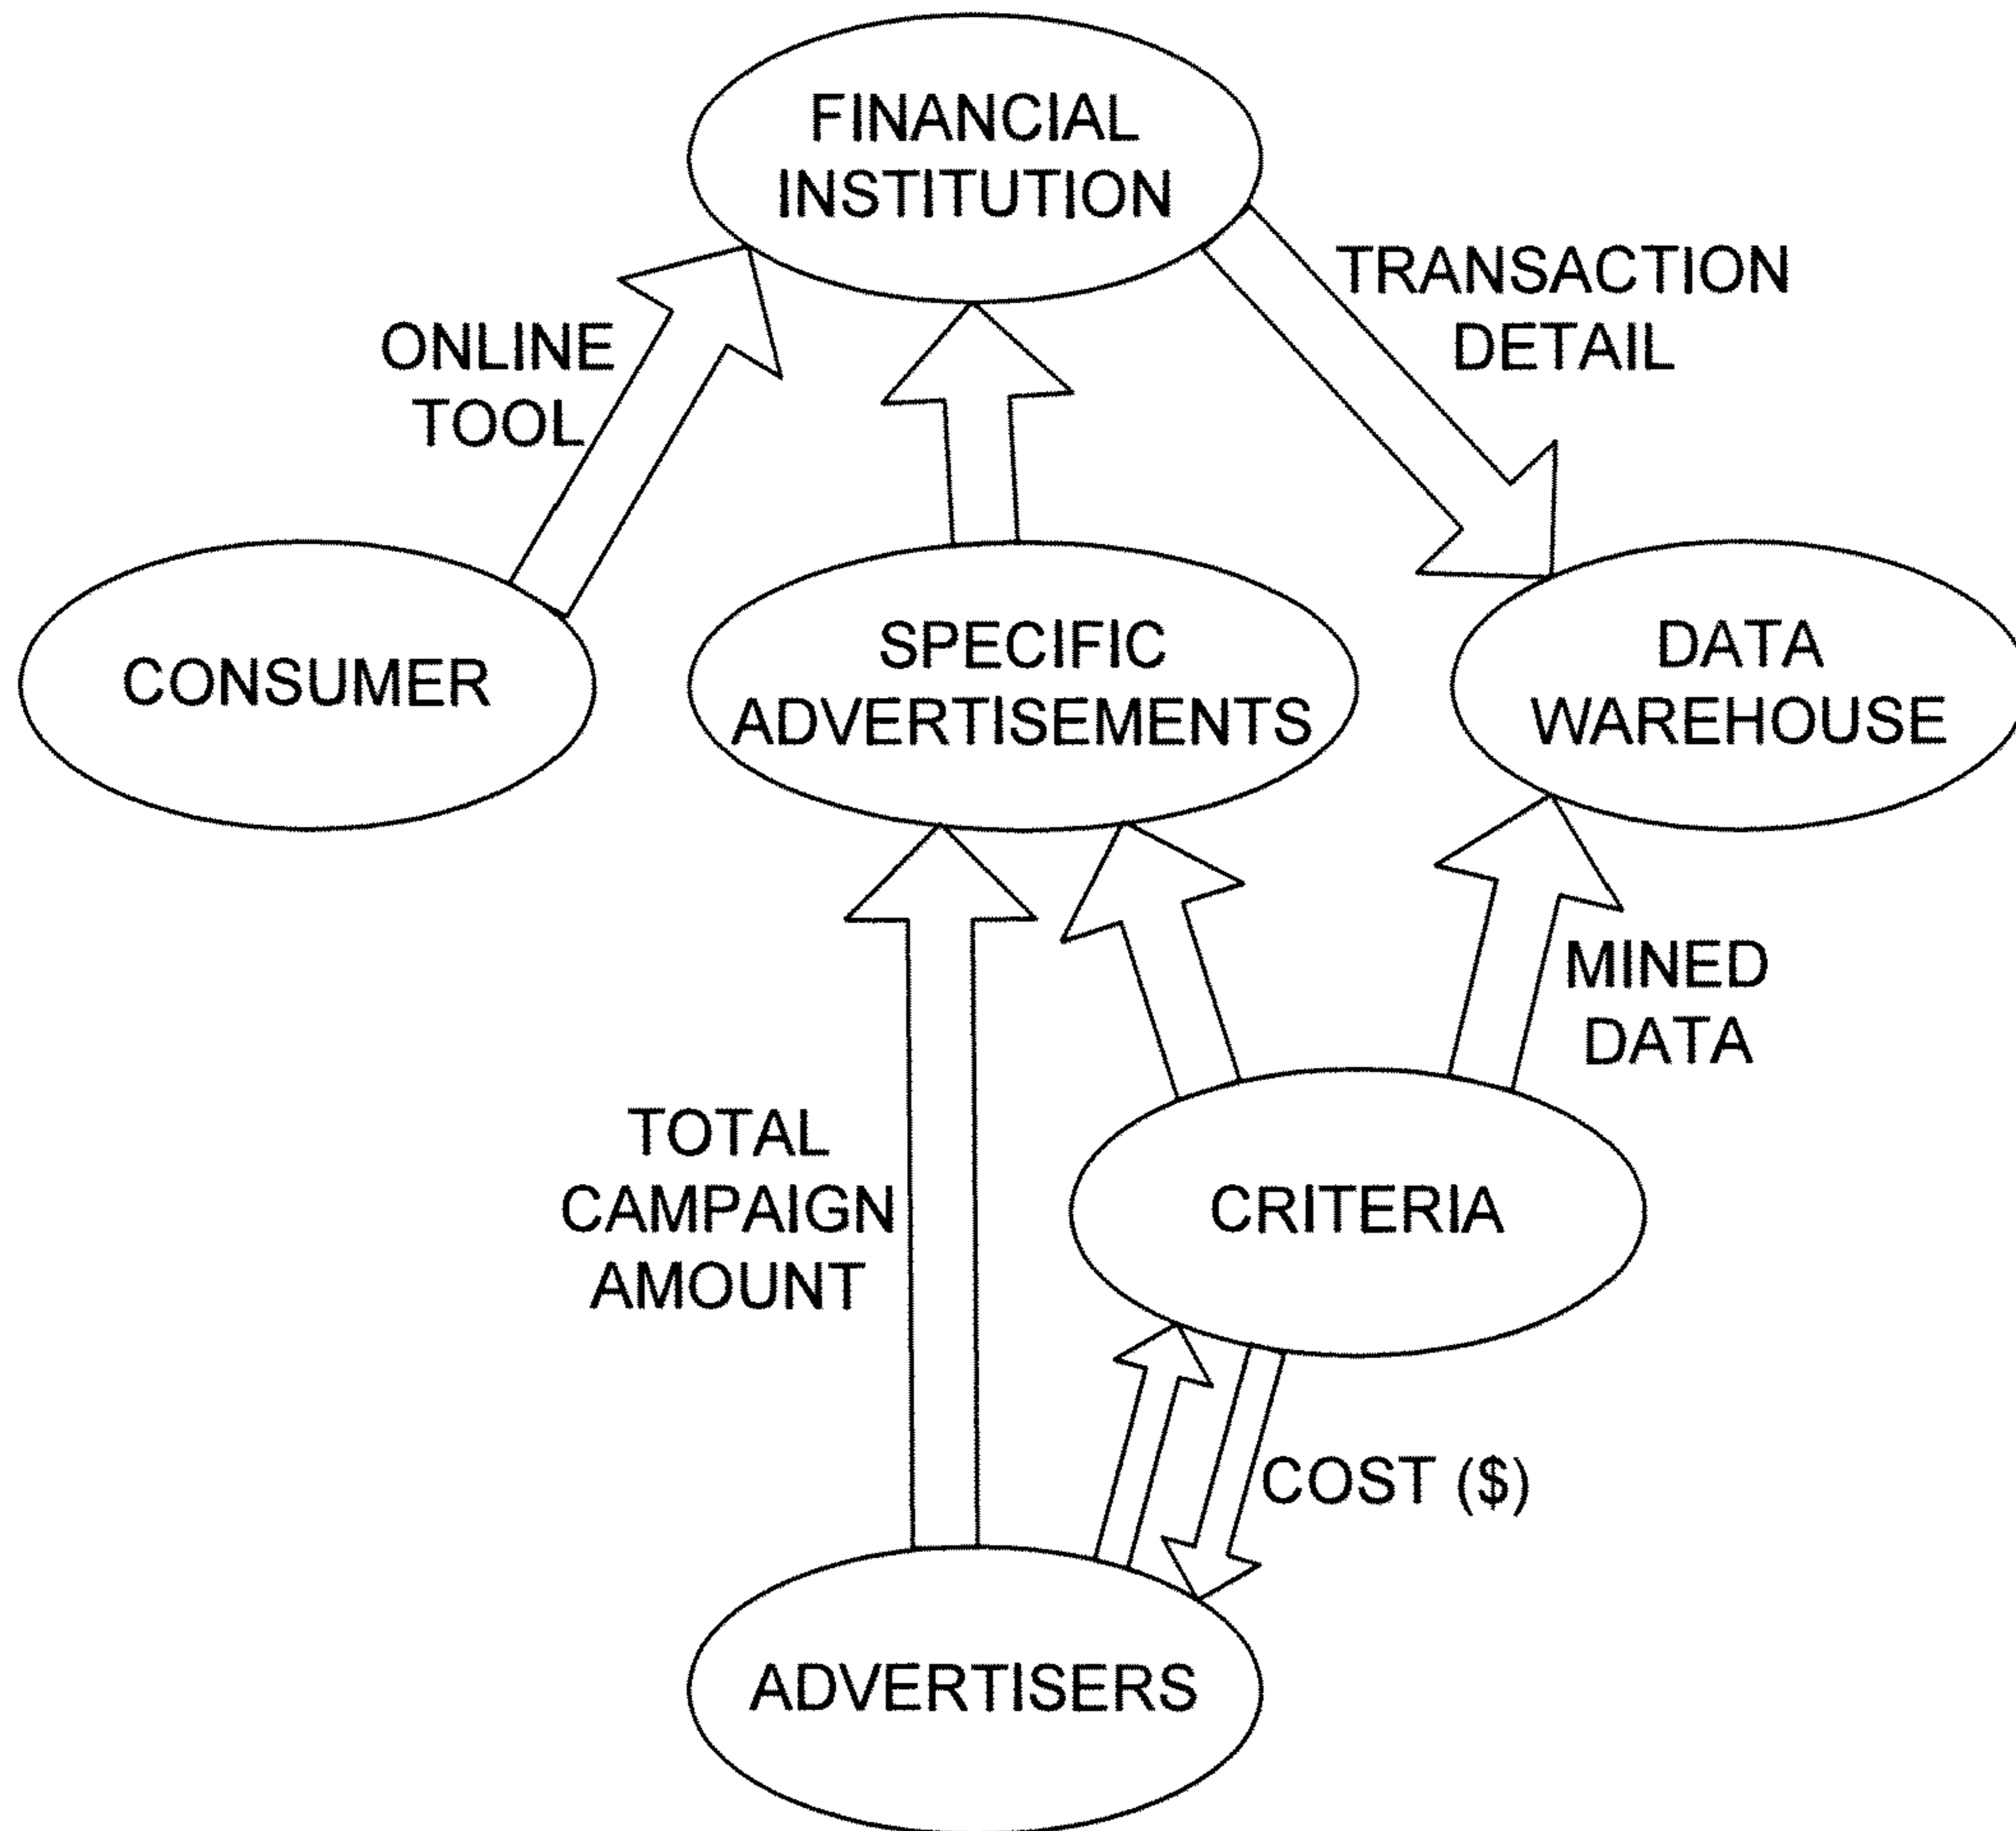 FINANCIAL
INSTITUTION
TRANSACTION
DETAIL
ONLINE
TOOL
CONSUMER
SPECIFIC
ADVERTISEMENTS
DATA
WAREHOUSE
MINED
DATA
TOTAL
CAMPAIGN
AMOUNT
CRITERIA
COST ($)
ADVERTISERS